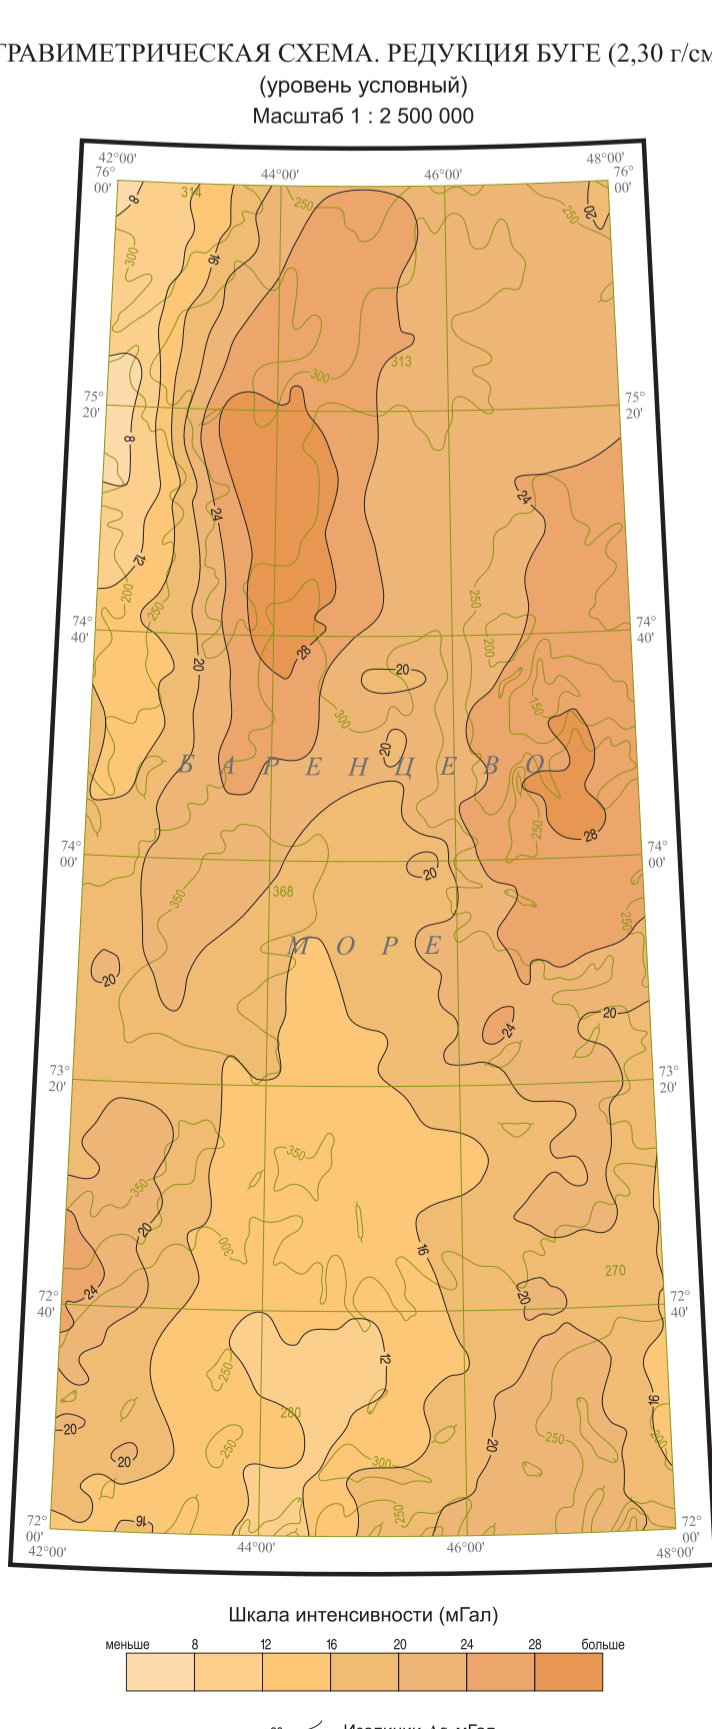 ГРАВИМЕТРИЧЕСКАЯ СХЕМА. РЕДУКЦИЯ БУГЕ (2,30 г/см
(уровень условный)
Масштаб 1 : 2 500 000
42°00' 44°00' 46°00' 48°00'
76° 00' 76° 00'
8 314 250 250 20
16
300
313
300
75° 20' 75° 20'
8
24 24
12
200 250 250
74° 40' 74° 40'
200
20 28 20
300 150
20
БАРЕНЦЕВО
250 28
74° 00' 74° 00'
20
350 368 250
МОРЕ
20
24 20
73° 20' 73° 20'
350
350
20
300 16
24 270
72° 40' 20 72° 40'
12
250 16
280
20 20
250 250 200
20 300
250
16
72° 00' 72° 00'
42°00' 44°00' 46°00' 48°00'
Шкала интенсивности (мГал)
меньше 8 12 16 20 24 28 больше